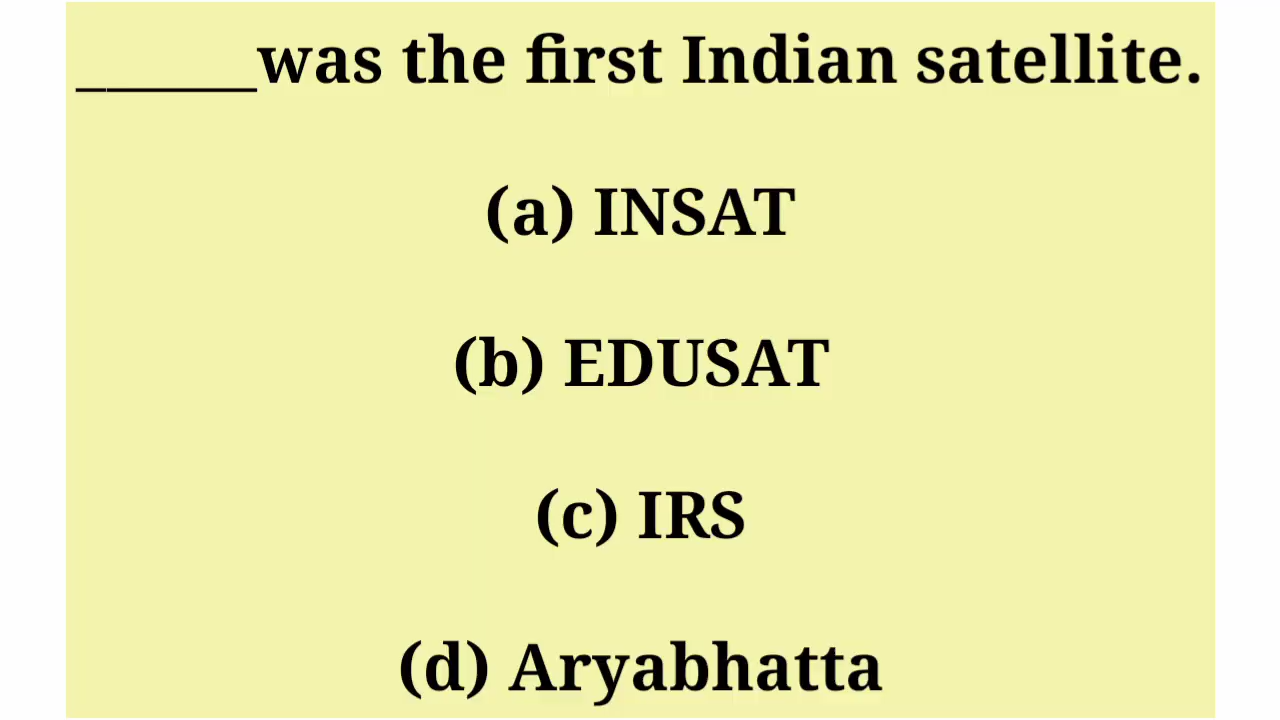 ______was the first Indian satellite.
(a) INSAT
(b) EDUSAT
(c) IRS
(d) Aryabhatta